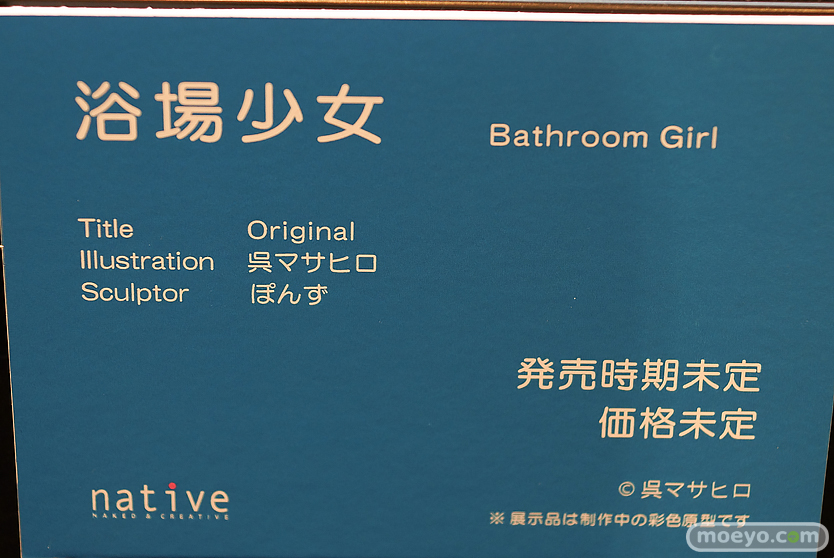 浴場少女
Bathroom Girl
Title Original
Illustration 呉マサヒロ
Sculptor ぽんず
発売時期未定
価格未定
native
NAKED & CREATIVE
© 呉マサヒロ
※ 展示品は制作中の彩色原型です
moeyo.com